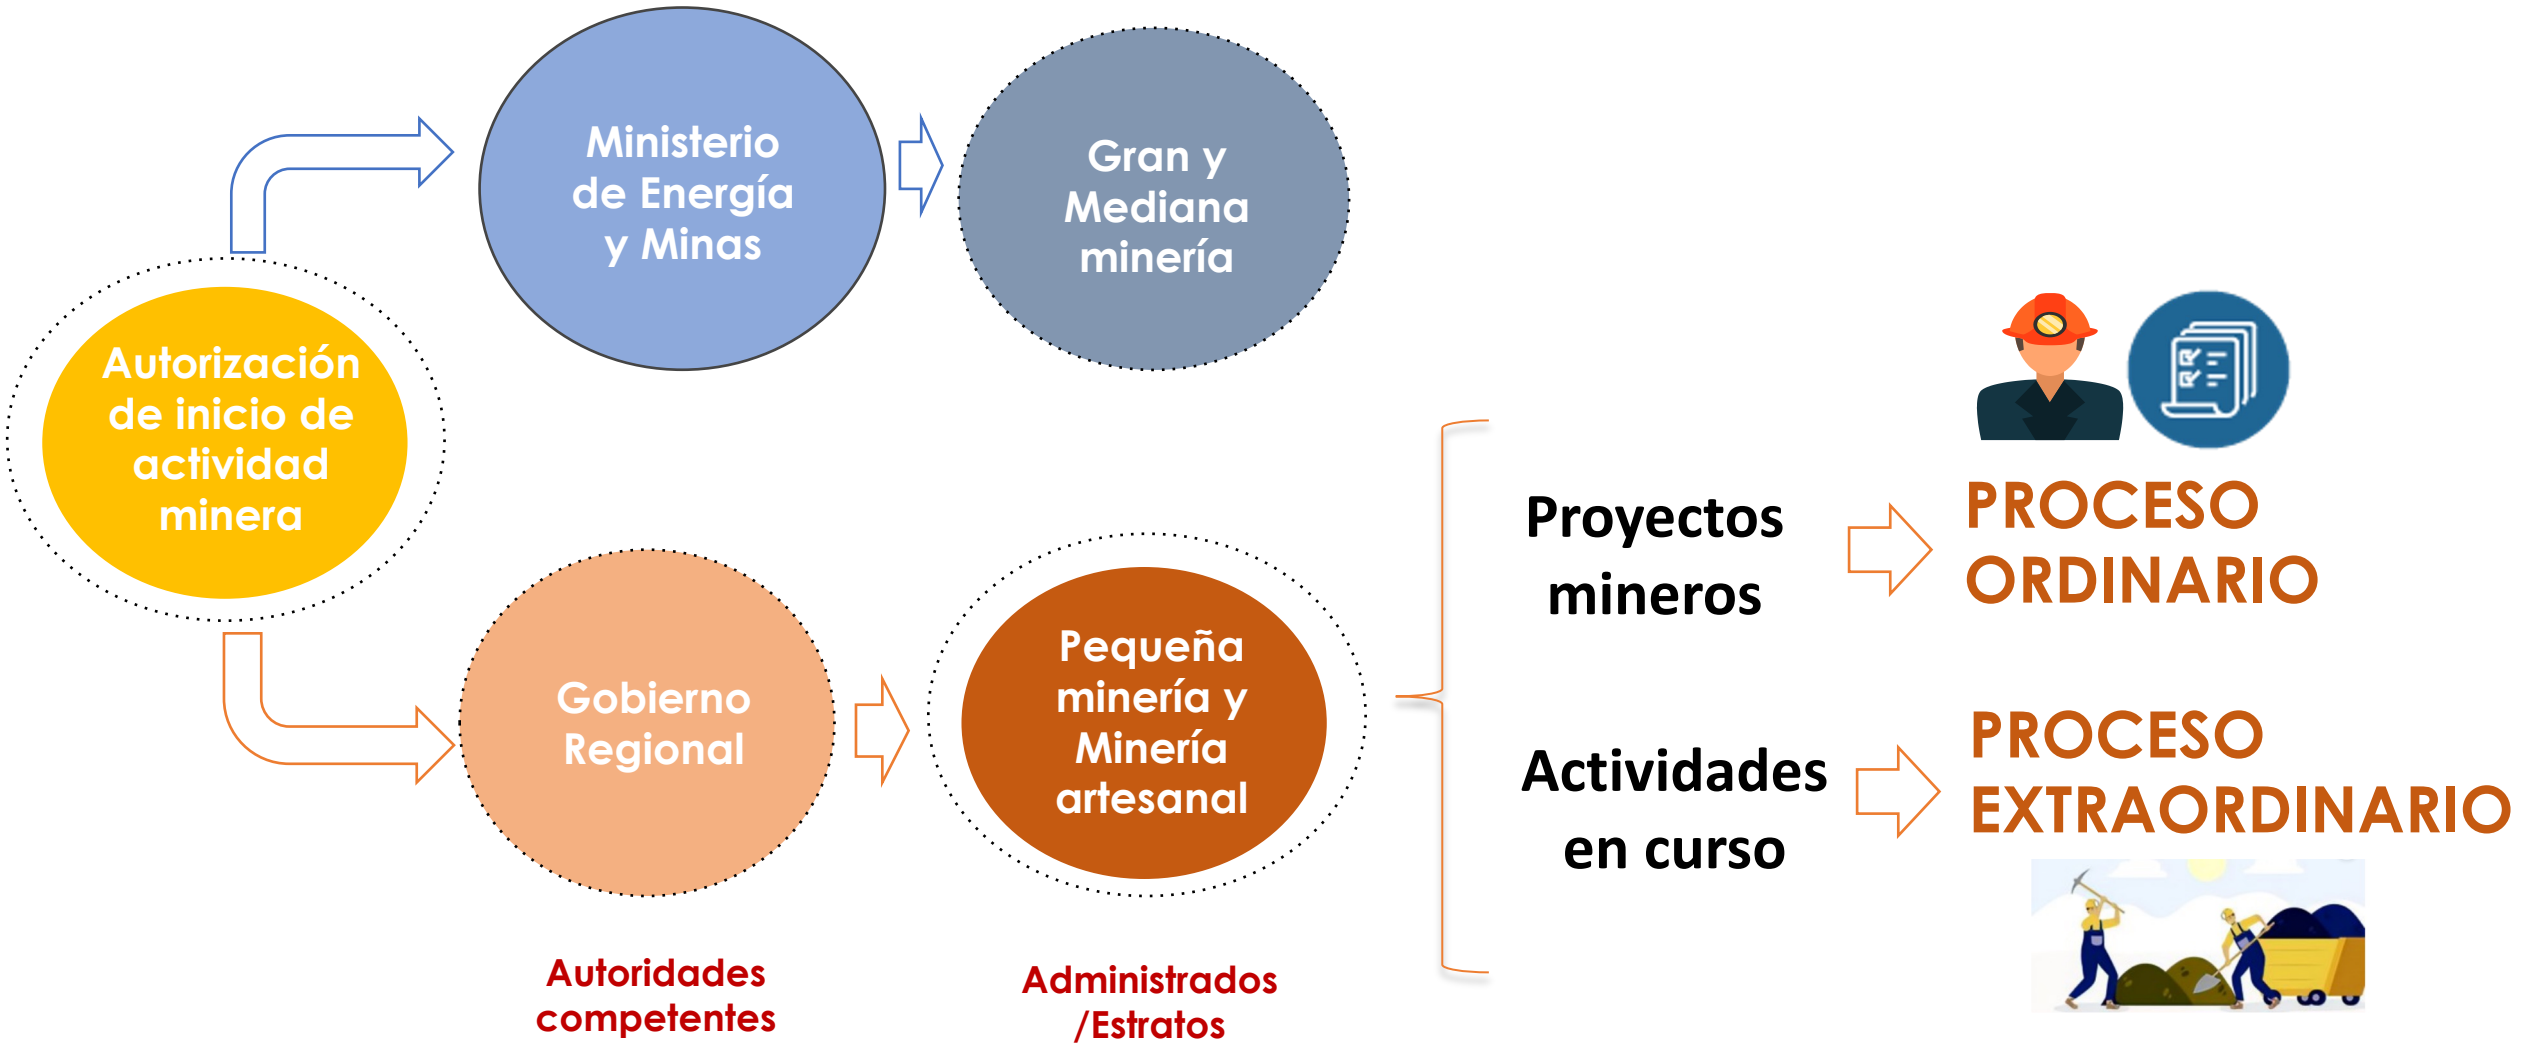 Ministerio
de Energía
y Minas
Gran y
Mediana
minería
Autorización
de inicio de
actividad
minera
Gobierno
Regional
Pequeña
minería y
Minería
artesanal
Proyectos
mineros
PROCESO
ORDINARIO
Actividades
en curso
PROCESO
EXTRAORDINARIO
Autoridades
competentes
Administrados
/Estratos